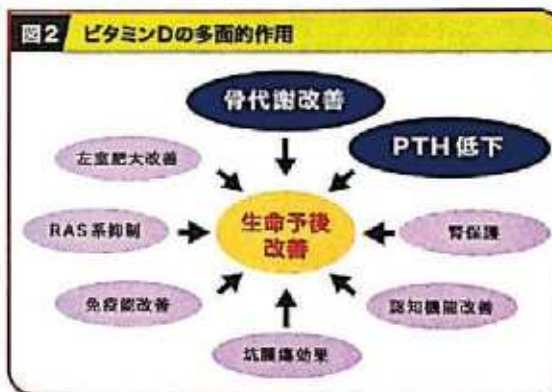 図2 ビタミンDの多面的作用
骨代謝改善
PTH低下
左室肥大改善
生命予後
改善
RAS系抑制
腎保護
免疫能改善
認知機能改善
抗腫瘍効果